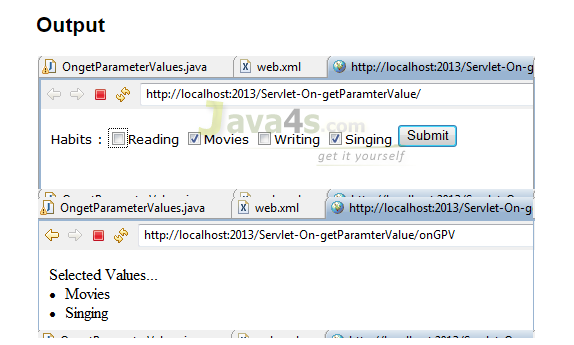 Output
OngetParameterValues.java web.xml http://localhost:2013/Servlet-On-g
http://localhost:2013/Servlet-On-getParamterValue/
Java4s.com
Habits : Reading Movies Writing Singing Submit
get it yourself
OngetParameterValues.java web.xml http://localhost:2013/Servlet-On-g
http://localhost:2013/Servlet-On-getParamterValue/onGPV
Selected Values...
• Movies
• Singing